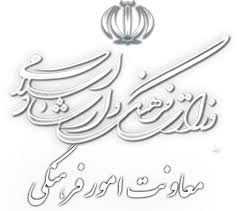 وزارت فرهنگ و ارشاد اسلامی
معاونت امور فرهنگی